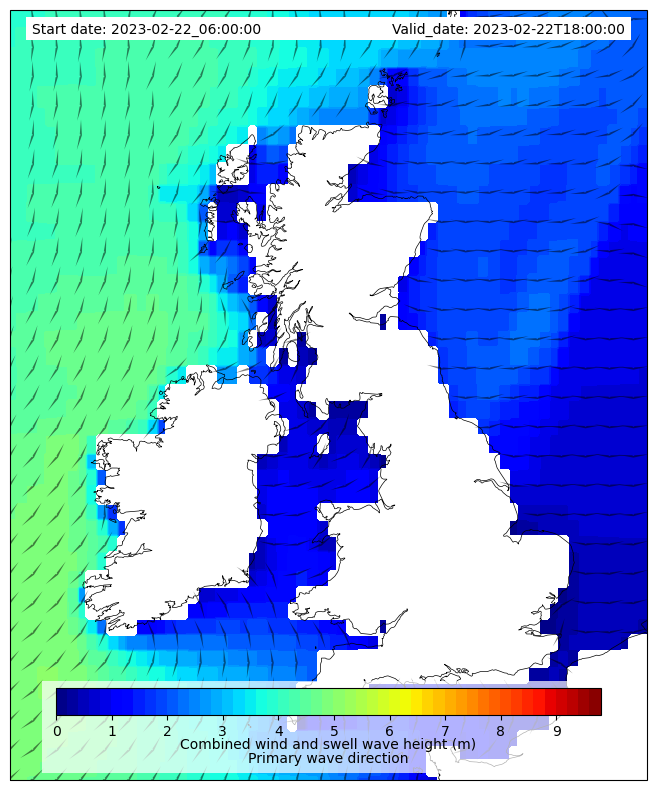 Start date: 2023-02-22_06:00:00 Valid_date: 2023-02-22T18:00:00
0 1 2 3 4 5 6 7 8 9
Combined wind and swell wave height (m)
Primary wave direction